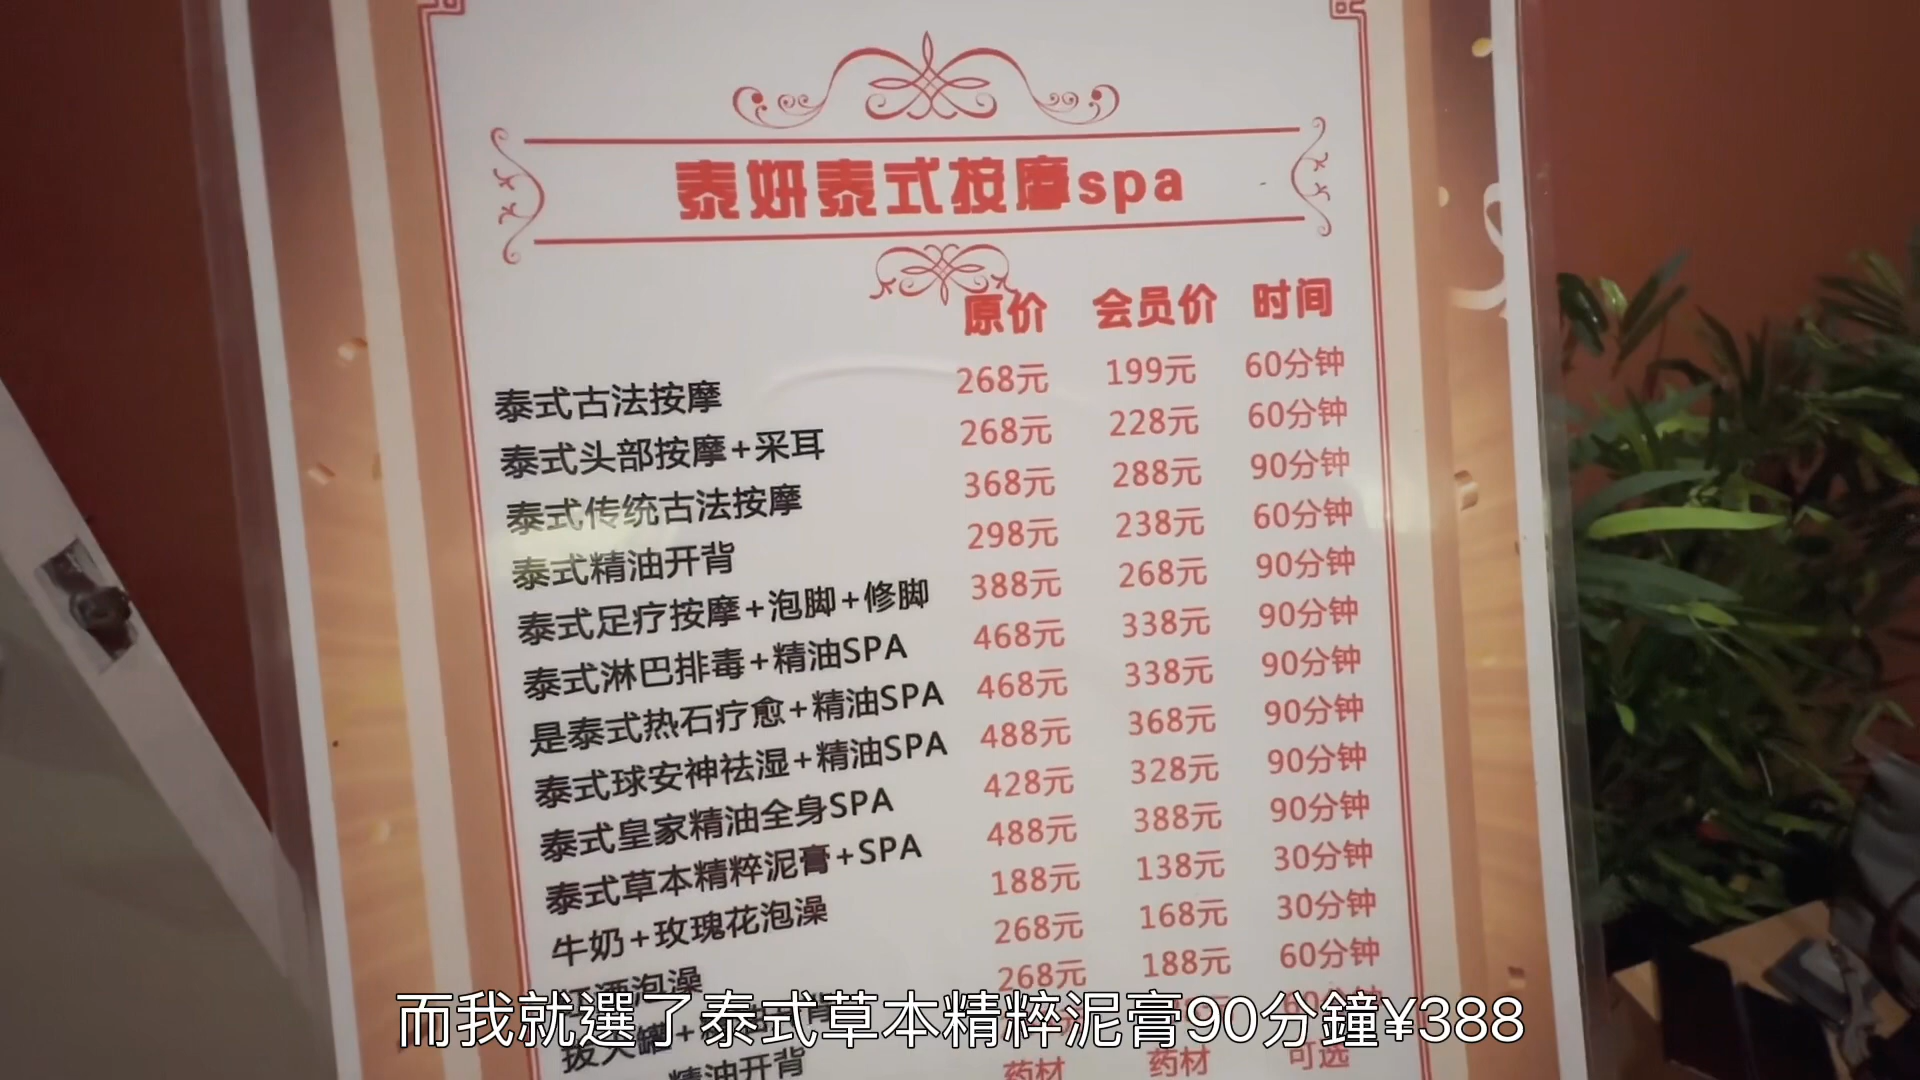 泰妍泰式按摩spa
原价 会员价 时间
泰式古法按摩 268元 199元 60分钟
泰式头部按摩+采耳 268元 228元 60分钟
泰式传统古法按摩 368元 288元 90分钟
泰式精油开背 298元 238元 60分钟
泰式足疗按摩+泡脚+修脚 388元 268元 90分钟
泰式淋巴排毒+精油SPA 468元 338元 90分钟
是泰式热石疗愈+精油SPA 468元 338元 90分钟
泰式球安神祛湿+精油SPA 488元 368元 90分钟
泰式皇家精油全身SPA 428元 328元 90分钟
泰式草本精粹泥膏+SPA 488元 388元 90分钟
牛奶+玫瑰花泡澡 188元 138元 30分钟
泡澡 268元 168元 30分钟
268元 188元 60分钟
精油开背 药材 药材 可选
而我就選了泰式草本精粹泥膏90分鐘¥388